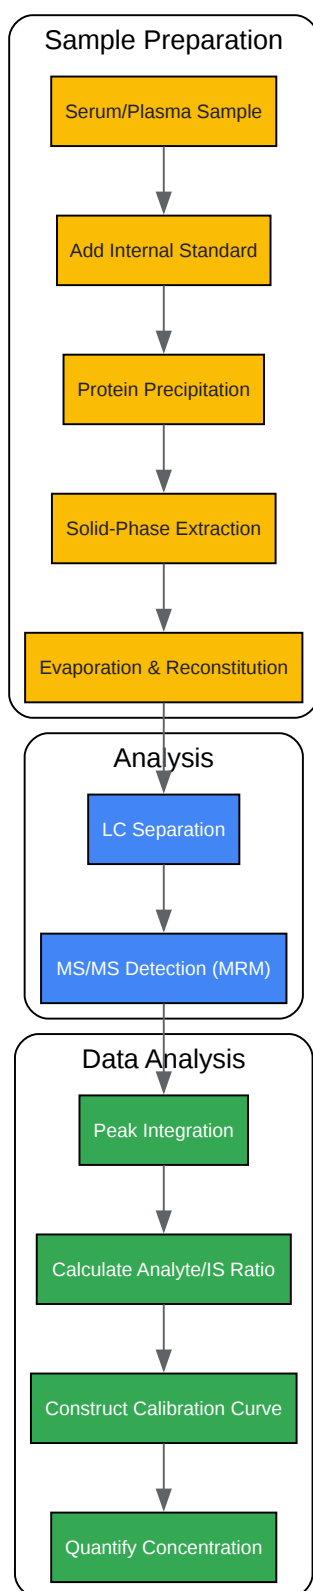 Sample Preparation
Serum/Plasma Sample
Add Internal Standard
Protein Precipitation
Solid-Phase Extraction
Evaporation & Reconstitution
Analysis
LC Separation
MS/MS Detection (MRM)
Data Analysis
Peak Integration
Calculate Analyte/IS Ratio
Construct Calibration Curve
Quantify Concentration